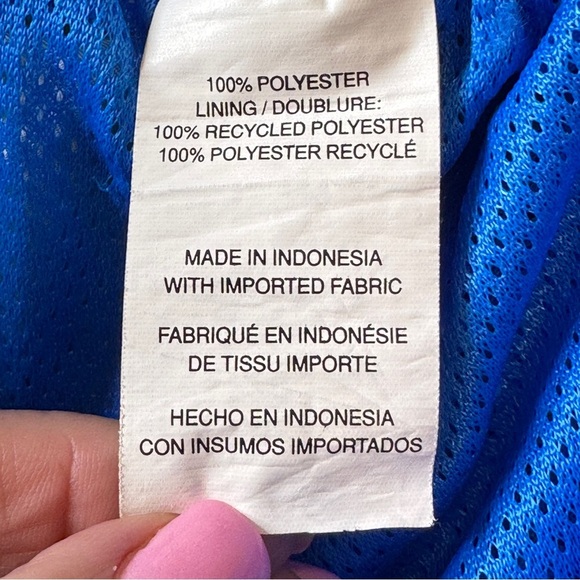 100% POLYESTER
LINING / DOUBLURE:
100% RECYCLED POLYESTER
100% POLYESTER RECYCLÉ
MADE IN INDONESIA
WITH IMPORTED FABRIC
FABRIQUÉ EN INDONÉSIE
DE TISSU IMPORTE
HECHO EN INDONESIA
CON INSUMOS IMPORTADOS